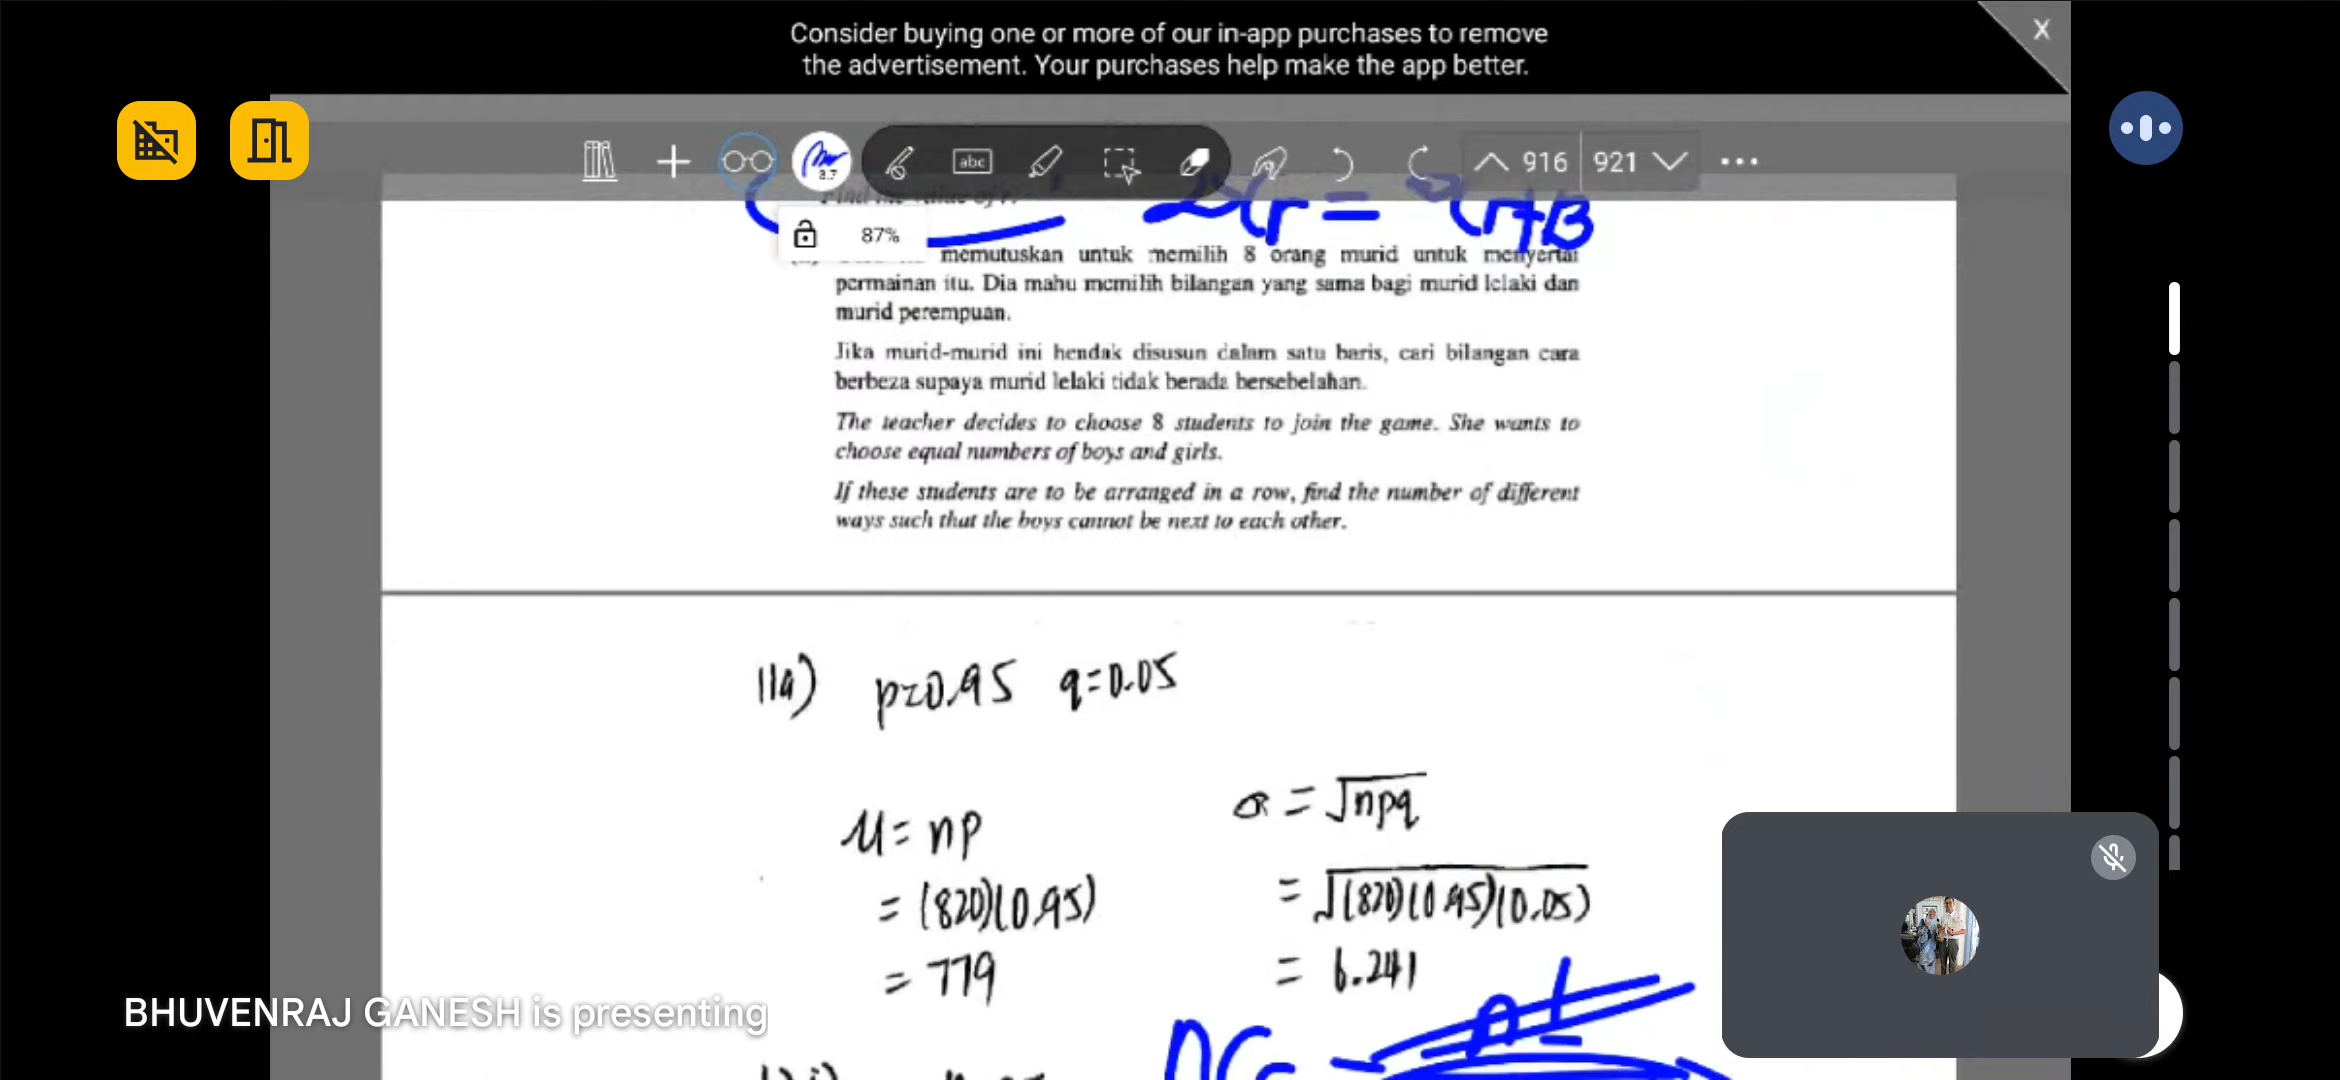 Consider buying one or more of our in-app purchases to remove
the advertisement. Your purchases help make the app better.
X
abc
916
921
3.7
Find the value of r.
87%
memutuskan untuk memilih 8 orang murid untuk menyertai
permainan itu. Dia mahu memilih bilangan yang sama bagi murid lelaki dan
murid perempuan.
Jika murid-murid ini hendak disusun dalam satu baris, cari bilangan cara
berbeza supaya murid lelaki tidak berada bersebelahan.
The teacher decides to choose 8 students to join the game. She wants to
choose equal numbers of boys and girls.
If these students are to be arranged in a row, find the number of different
ways such that the boys cannot be next to each other.
11a) p=0.95 q=0.05
μ = np
= (820)(0.95)
= 779
σ = √npq
= √(820)(0.95)(0.05)
= 6.241
BHUVENRAJ GANESH is presenting